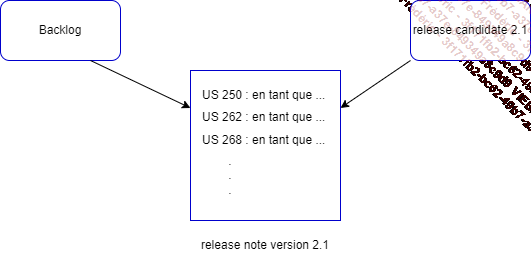 Backlog
release candidate 2.1
US 250 : en tant que ...
US 262 : en tant que ...
US 268 : en tant que ...
.
.
.
release note version 2.1